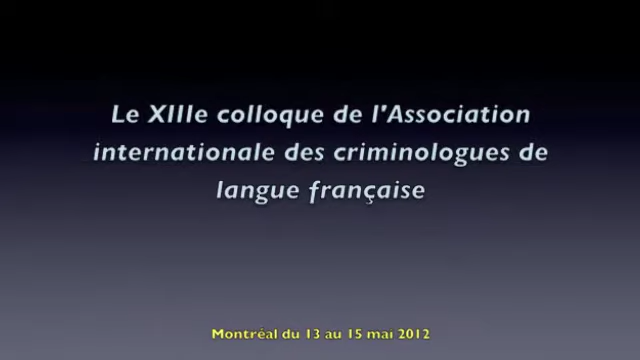 Le XIIIe colloque de l'Association
internationale des criminologues de
langue française
Montréal du 13 au 15 mai 2012